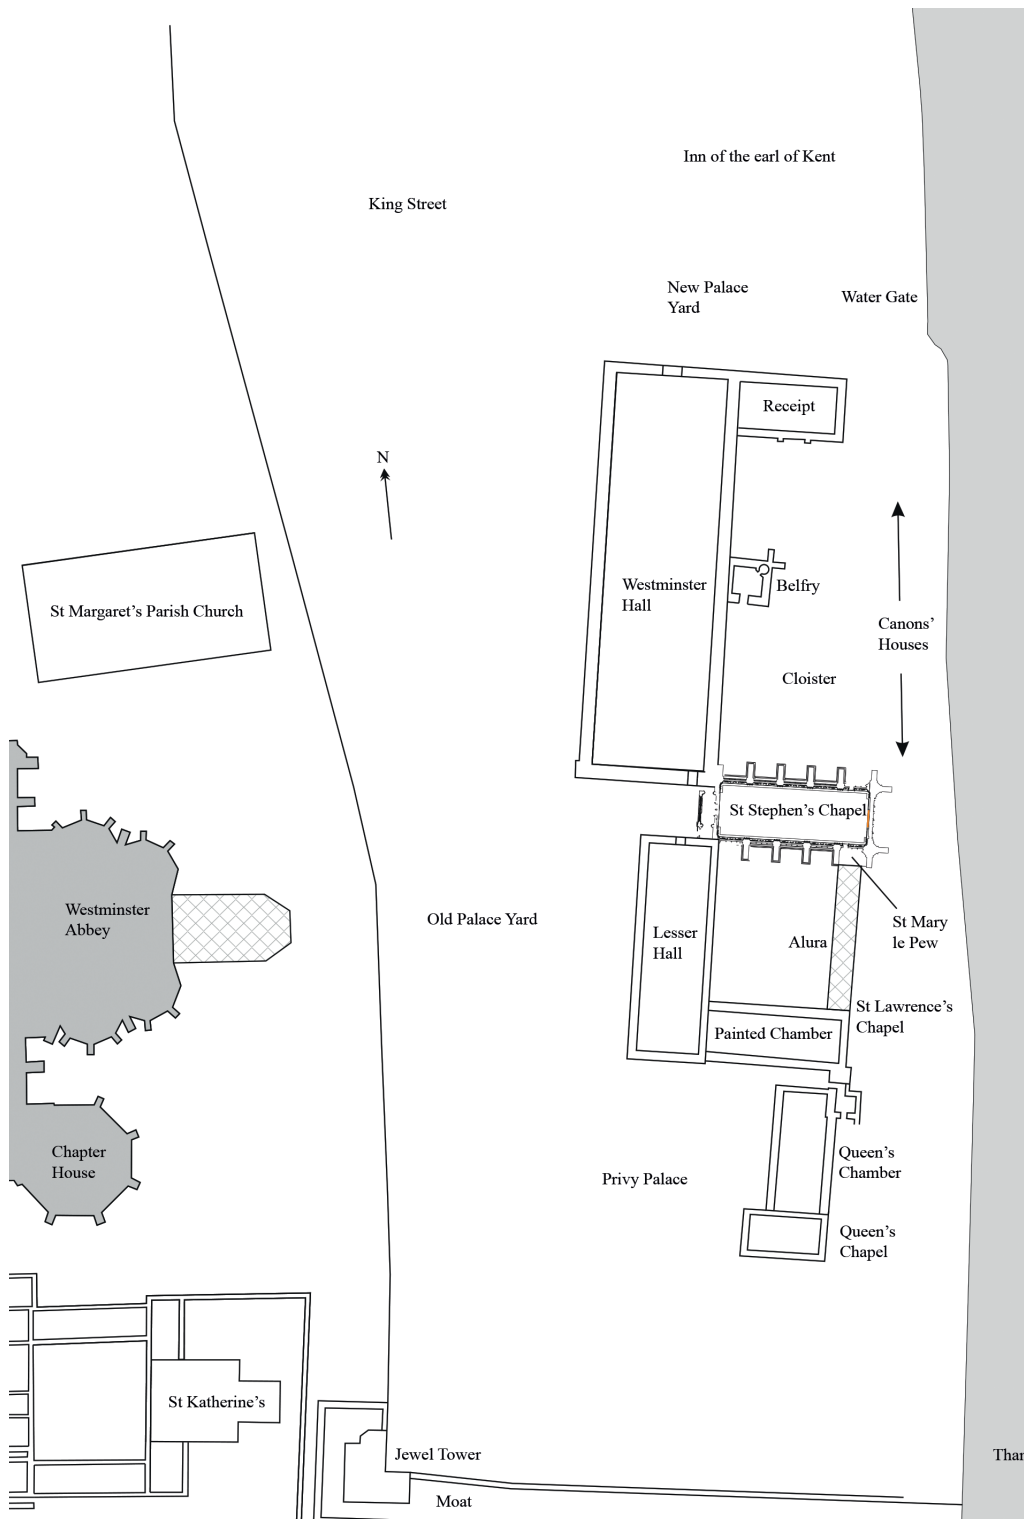 Inn of the earl of Kent
King Street
New Palace
Yard
Water Gate
Receipt
N
Westminster
Hall
Belfry
St Margaret's Parish Church
Canons'
Houses
Cloister
St Stephen's Chapel
Westminster
Abbey
Old Palace Yard
Lesser
Hall
Alura
St Mary
le Pew
St Lawrence's
Chapel
Painted Chamber
Chapter
House
Privy Palace
Queen's
Chamber
Queen's
Chapel
St Katherine's
Jewel Tower
Moat